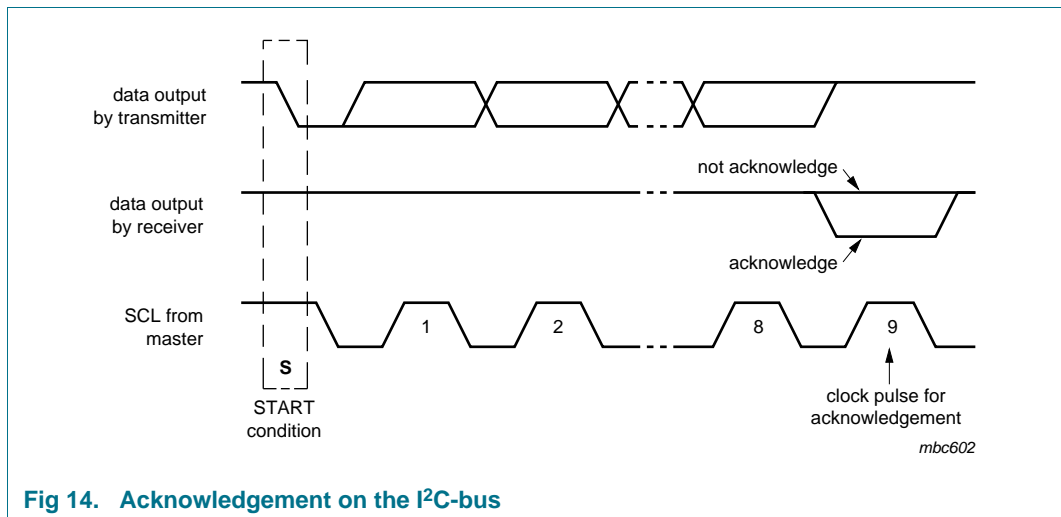 data output
by transmitter
not acknowledge
data output
by receiver
acknowledge
SCL from
master
1
2
8
9
S
START
condition
clock pulse for
acknowledgement
mbc602
Fig 14. Acknowledgement on the I²C-bus